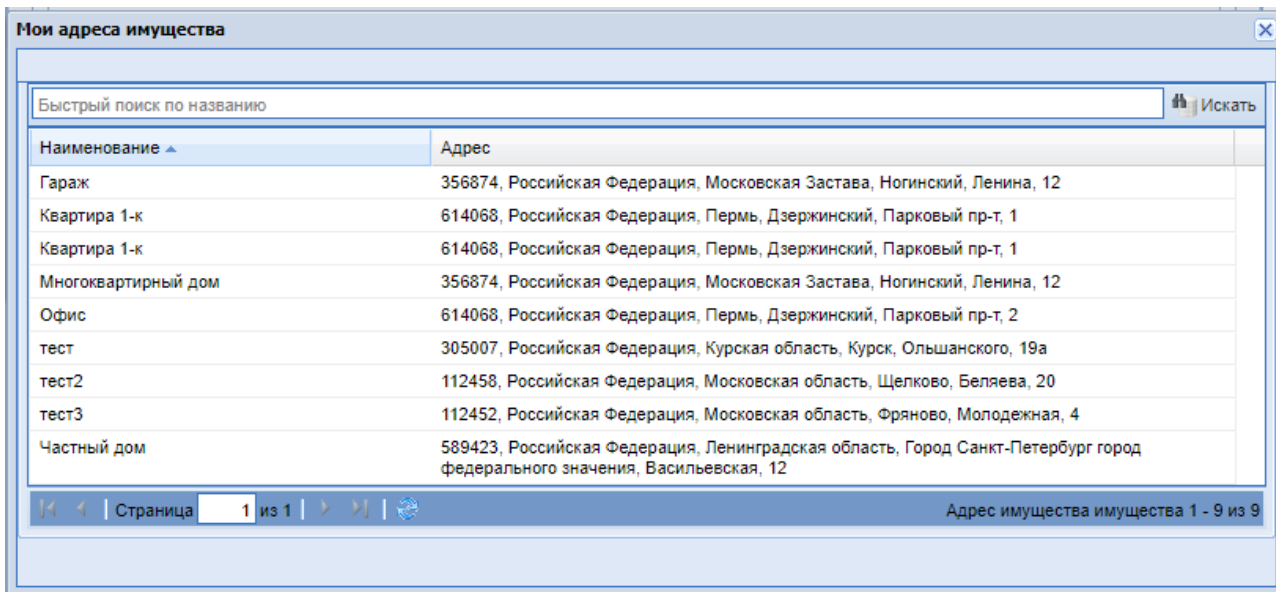 Мои адреса имущества
Быстрый поиск по названию Искать
Наименование Адрес
Гараж 356874, Российская Федерация, Московская Застава, Ногинский, Ленина, 12
Квартира 1-к 614068, Российская Федерация, Пермь, Дзержинский, Парковый пр-т, 1
Квартира 1-к 614068, Российская Федерация, Пермь, Дзержинский, Парковый пр-т, 1
Многоквартирный дом 356874, Российская Федерация, Московская Застава, Ногинский, Ленина, 12
Офис 614068, Российская Федерация, Пермь, Дзержинский, Парковый пр-т, 2
тест 305007, Российская Федерация, Курская область, Курск, Ольшанского, 19а
тест2 112458, Российская Федерация, Московская область, Щелково, Беляева, 20
тест3 112452, Российская Федерация, Московская область, Фряново, Молодежная, 4
Частный дом 589423, Российская Федерация, Ленинградская область, Город Санкт-Петербург город
федерального значения, Васильевская, 12
Страница 1 из 1 Адрес имущества имущества 1 - 9 из 9